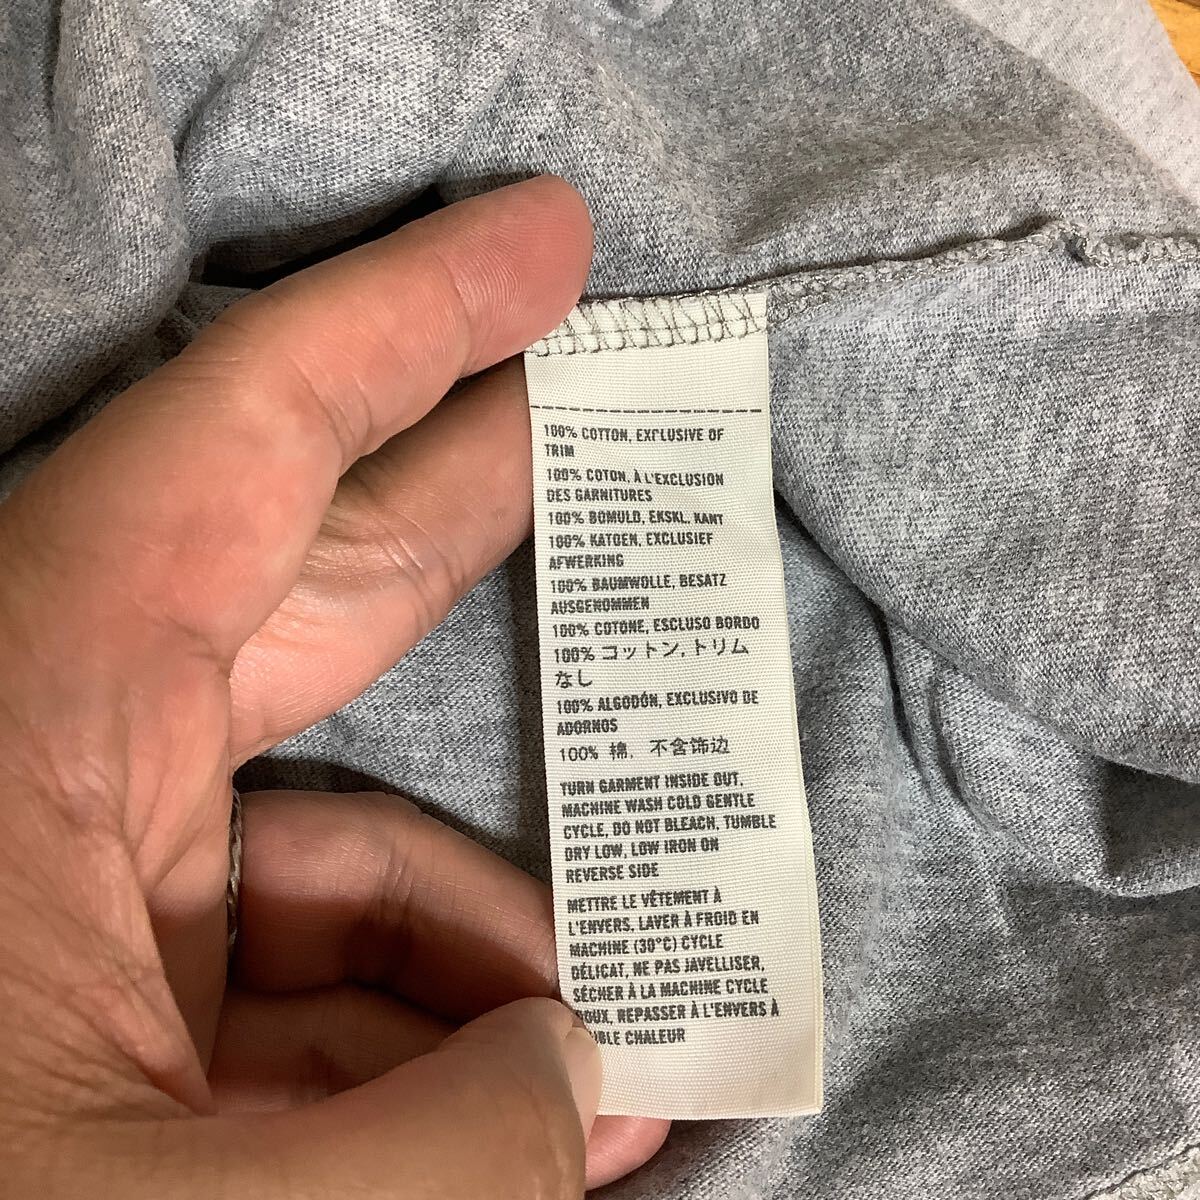 100% COTTON, EXCLUSIVE OF
TRIM
100% COTON, À L'EXCLUSION
DES GARNITURES
100% BOMULD, EKSKL. KANT
100% KATOEN, EXCLUSIEF
AFWERKING
100% BAUMWOLLE, BESATZ
AUSGENOMMEN
100% COTONE, ESCLUSO BORDO
100% コットン, トリム
なし
100% ALGODÓN, EXCLUSIVO DE
ADORNOS
100% 棉, 不含饰边
TURN GARMENT INSIDE OUT,
MACHINE WASH COLD GENTLE
CYCLE, DO NOT BLEACH, TUMBLE
DRY LOW, LOW IRON ON
REVERSE SIDE
METTRE LE VÊTEMENT À
L'ENVERS, LAVER À FROID EN
MACHINE (30°C) CYCLE
DÉLICAT, NE PAS JAVELLISER,
SÉCHER À LA MACHINE CYCLE
DOUX, REPASSER À L'ENVERS À
CHALEUR